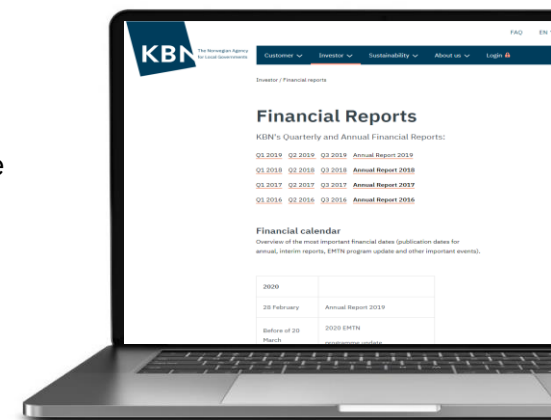 FAQ EN
KBN The Norwegian Agency
for Local Governments
Customer Investor Sustainability About us Login
Investor / Financial reports
Financial Reports
KBN's Quarterly and Annual Financial Reports:
Q1 2019 Q2 2019 Q3 2019 Annual Report 2019
Q1 2018 Q2 2018 Q3 2018 Annual Report 2018
Q1 2017 Q2 2017 Q3 2017 Annual Report 2017
Q1 2016 Q2 2016 Q3 2016 Annual Report 2016
e
Financial calendar
Overview of the most important financial dates (publication dates for
annual, interim reports, EMTN program update and other important events).
2020
20 February Annual Report 2019
Before of 20 2020 EMTN
March programme update